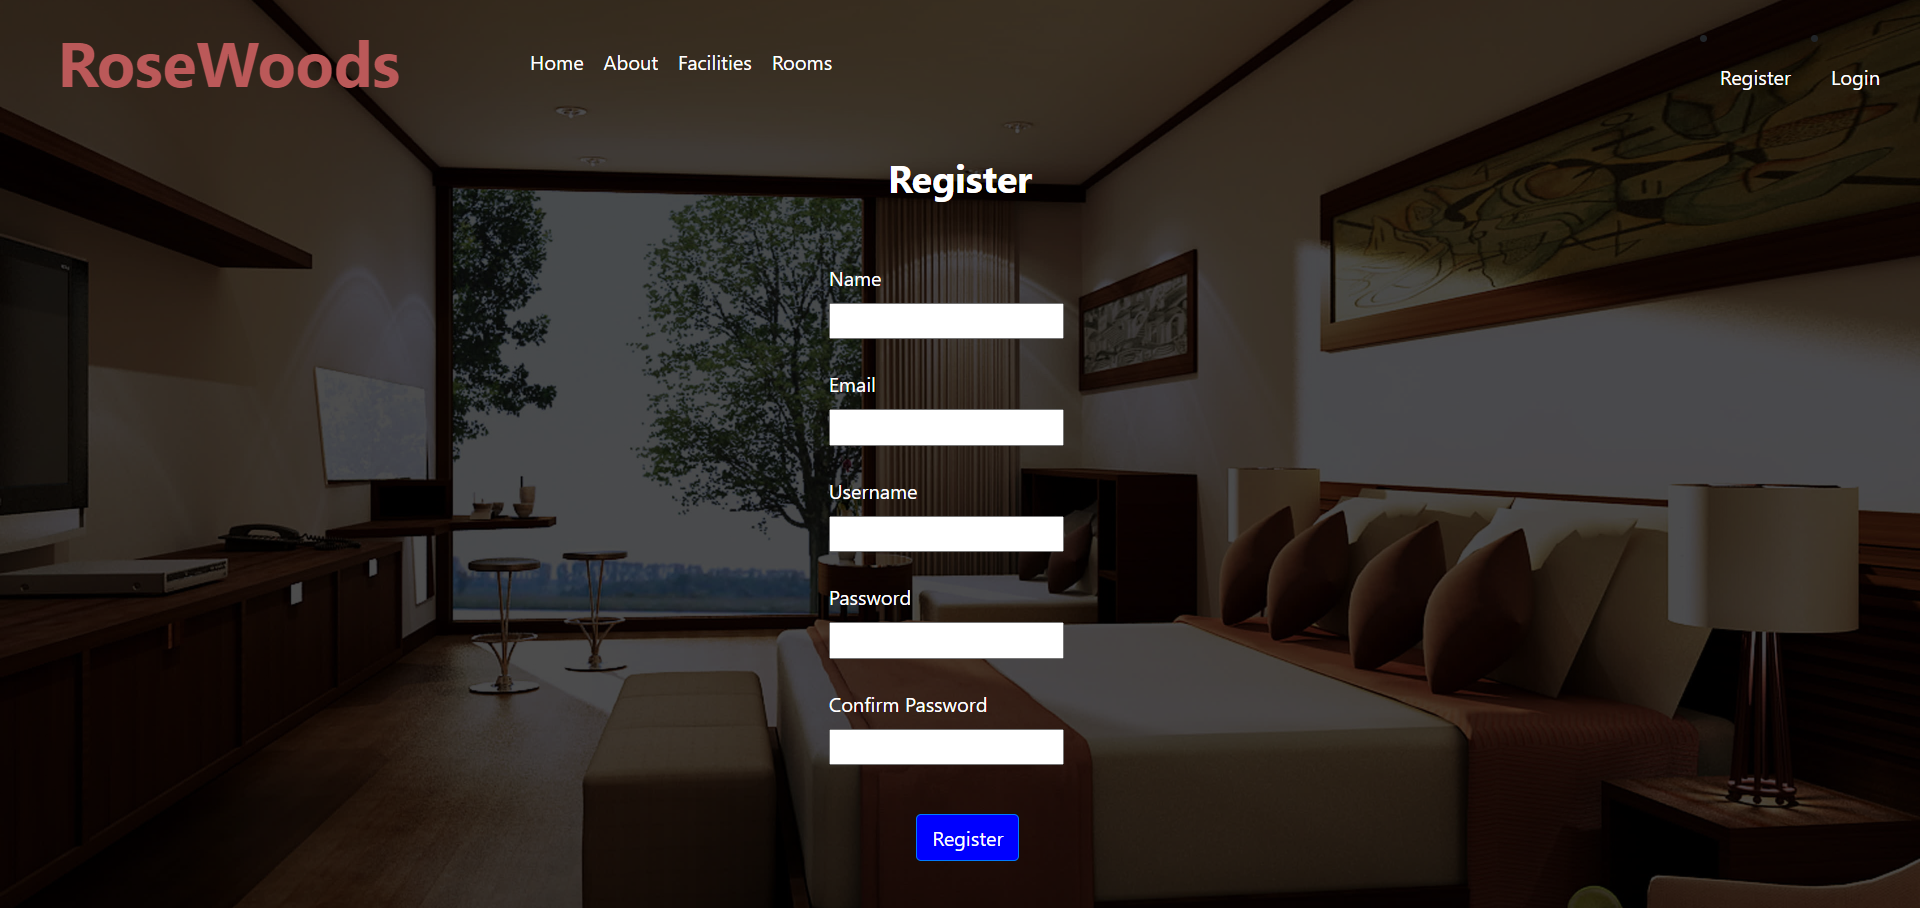 RoseWoods
Home About Facilities Rooms
Register Login
Register
Name
Email
Username
Password
Confirm Password
Register